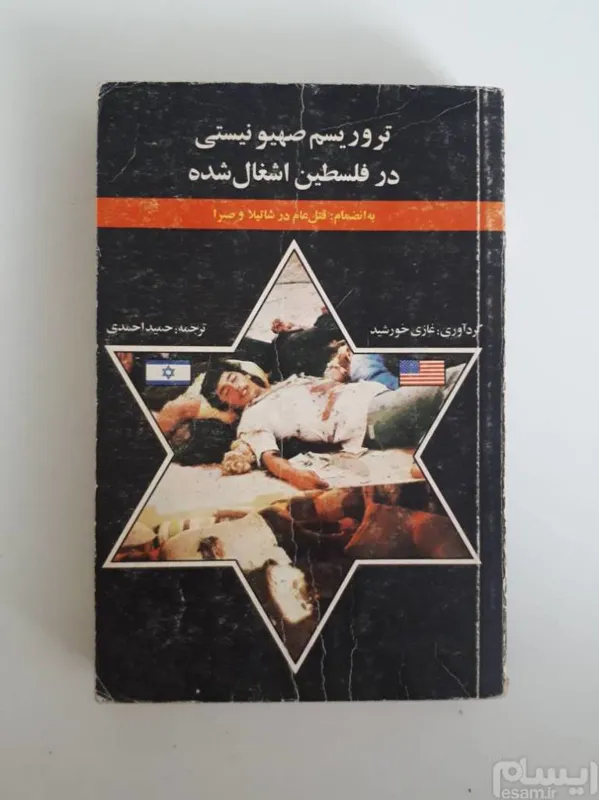 تروریسم صهیونیستی
در فلسطین اشغال شده
به انضمام: قتل عام در شاتیلا و صبرا
گردآوری: غازی خورشید
ترجمه: حمید احمدی
ایسام
esam.ir